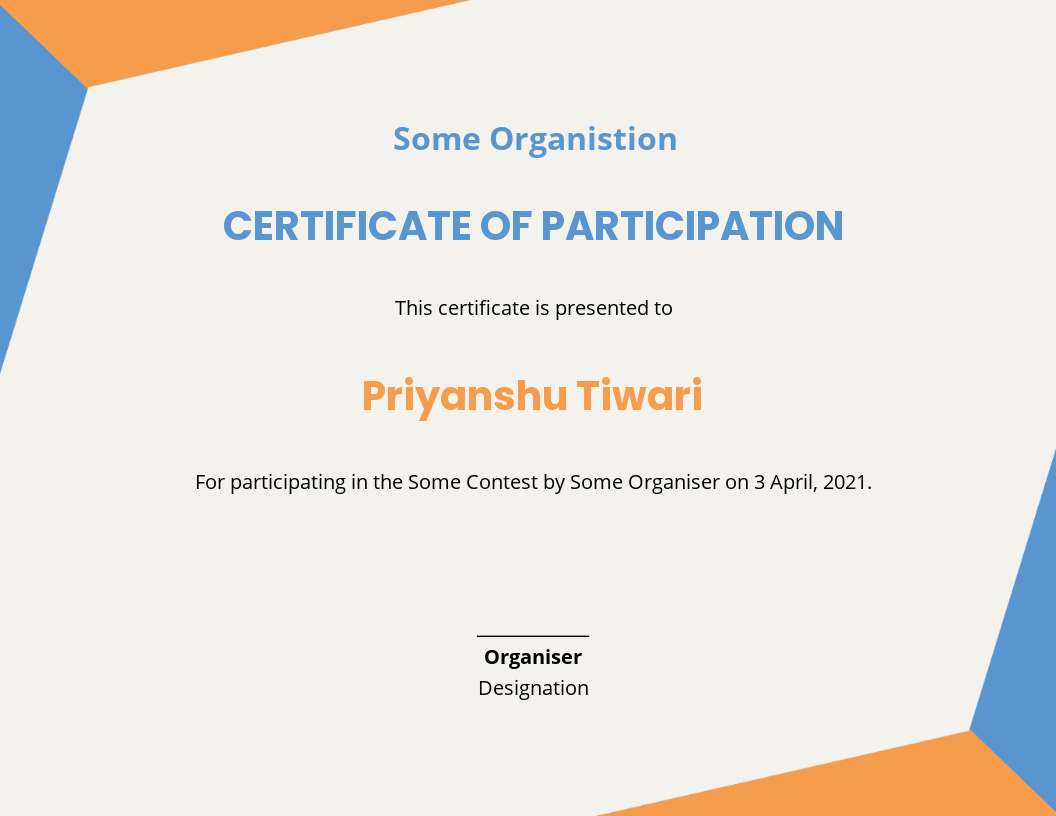 Some Organistion
CERTIFICATE OF PARTICIPATION
This certificate is presented to
Priyanshu Tiwari
For participating in the Some Contest by Some Organiser on 3 April, 2021.
Organiser
Designation